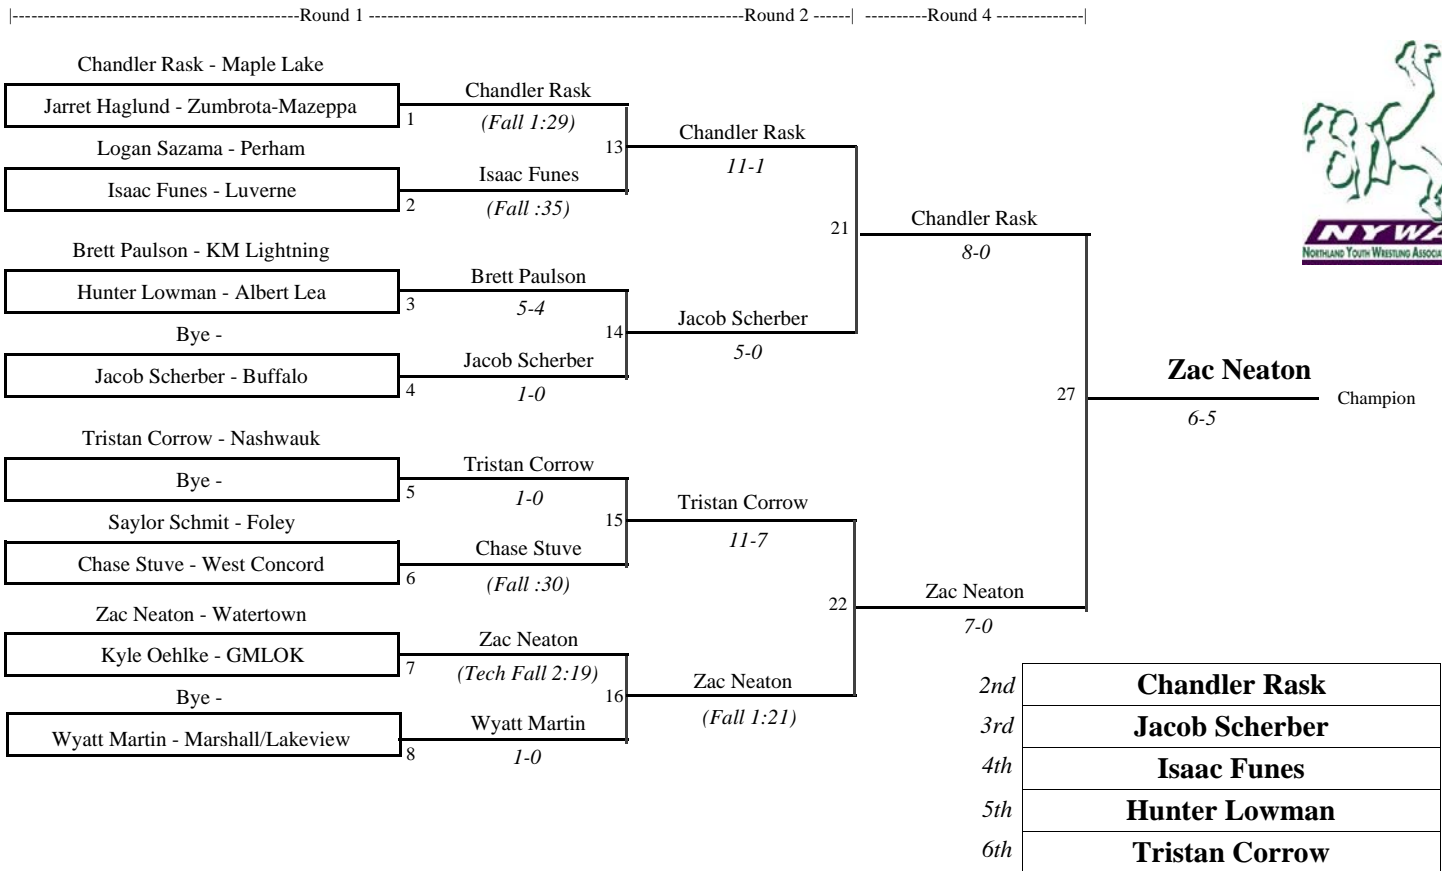 |--------------------------------------------Round 1 ----------------------------------------------------------Round 2 ------| ----------Round 4 --------------|
Chandler Rask - Maple Lake
Jarret Haglund - Zumbrota-Mazeppa
1
Logan Sazama - Perham
Isaac Funes - Luverne
2
Brett Paulson - KM Lightning
Hunter Lowman - Albert Lea
3
Bye -
Jacob Scherber - Buffalo
4
Tristan Corrow - Nashwauk
Bye -
5
Saylor Schmit - Foley
Chase Stuve - West Concord
6
Zac Neaton - Watertown
Kyle Oehlke - GMLOK
7
Bye -
Wyatt Martin - Marshall/Lakeview
8
Chandler Rask
(Fall 1:29)
13
Isaac Funes
(Fall :35)
Brett Paulson
5-4
14
Jacob Scherber
1-0
Tristan Corrow
1-0
15
Chase Stuve
(Fall :30)
Zac Neaton
(Tech Fall 2:19)
16
Wyatt Martin
1-0
Chandler Rask
11-1
21
Jacob Scherber
5-0
Tristan Corrow
11-7
22
Zac Neaton
(Fall 1:21)
Chandler Rask
8-0
27
Zac Neaton
7-0
Zac Neaton
6-5
Champion
NYWA
NORTHLAND YOUTH WRESTLING
2nd Chandler Rask
3rd Jacob Scherber
4th Isaac Funes
5th Hunter Lowman
6th Tristan Corrow